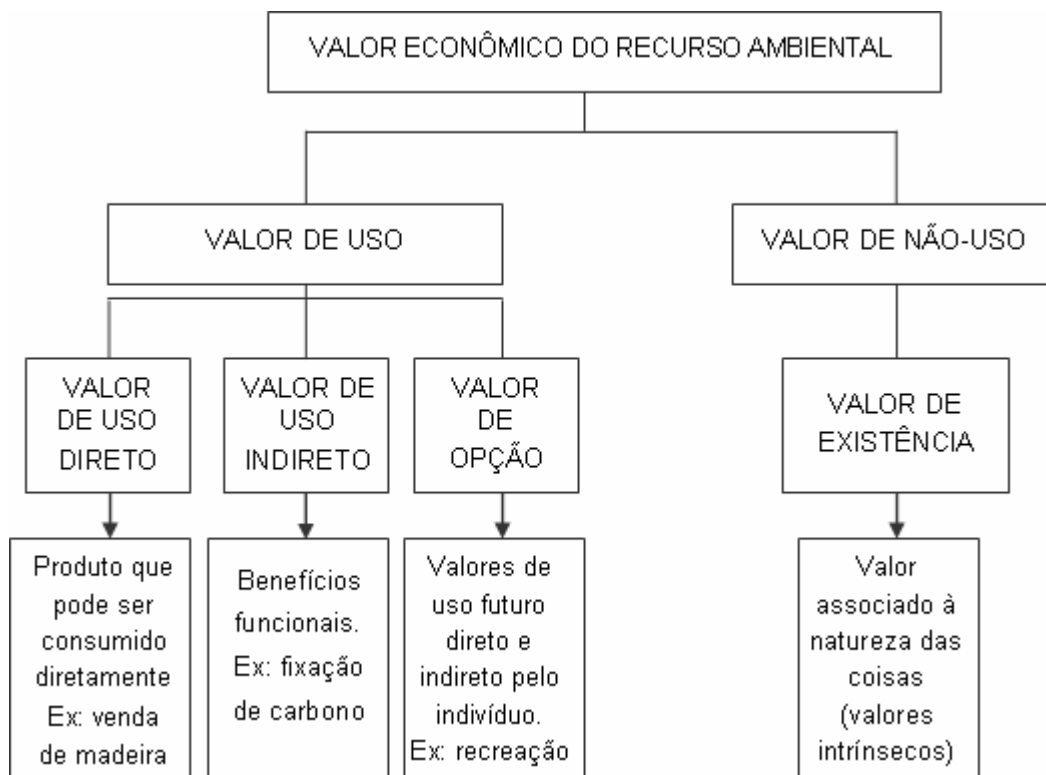 VALOR ECONÔMICO DO RECURSO AMBIENTAL
VALOR DE USO
VALOR DE NÃO-USO
VALOR
DE USO
DIRETO
VALOR DE
USO
INDIRETO
VALOR
DE
OPÇÃO
VALOR DE
EXISTÊNCIA
Produto que
pode ser
consumido
diretamente
Ex: venda
de madeira
Benefícios
funcionais.
Ex: fixação
de carbono
Valores de
uso futuro
direto e
indireto pelo
indivíduo.
Ex: recreação
Valor
associado à
natureza das
coisas
(valores
intrínsecos)